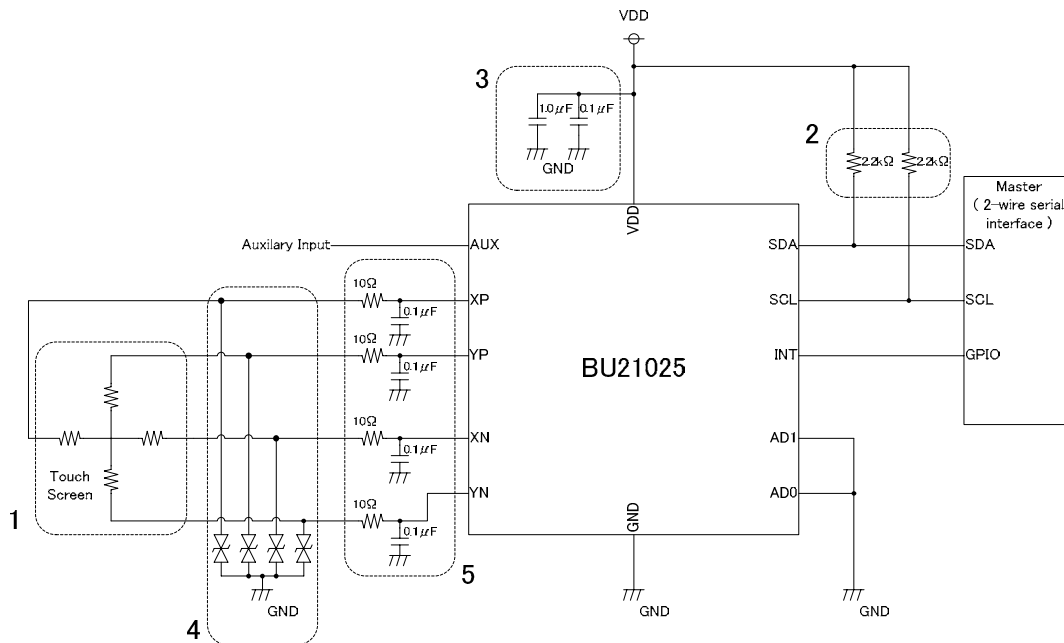 VDD
3
1.0μF
0.1μF
GND
2
2.2kΩ
2.2kΩ
Master
( 2-wire serial
interface )
VDD
Auxilary Input
AUX
SDA
SDA
10Ω
XP
0.1μF
SCL
SCL
10Ω
YP
0.1μF
INT
GPIO
BU21025
10Ω
XN
0.1μF
AD1
Touch
Screen
YN
AD0
1
10Ω
0.1μF
GND
5
GND
4
GND
GND